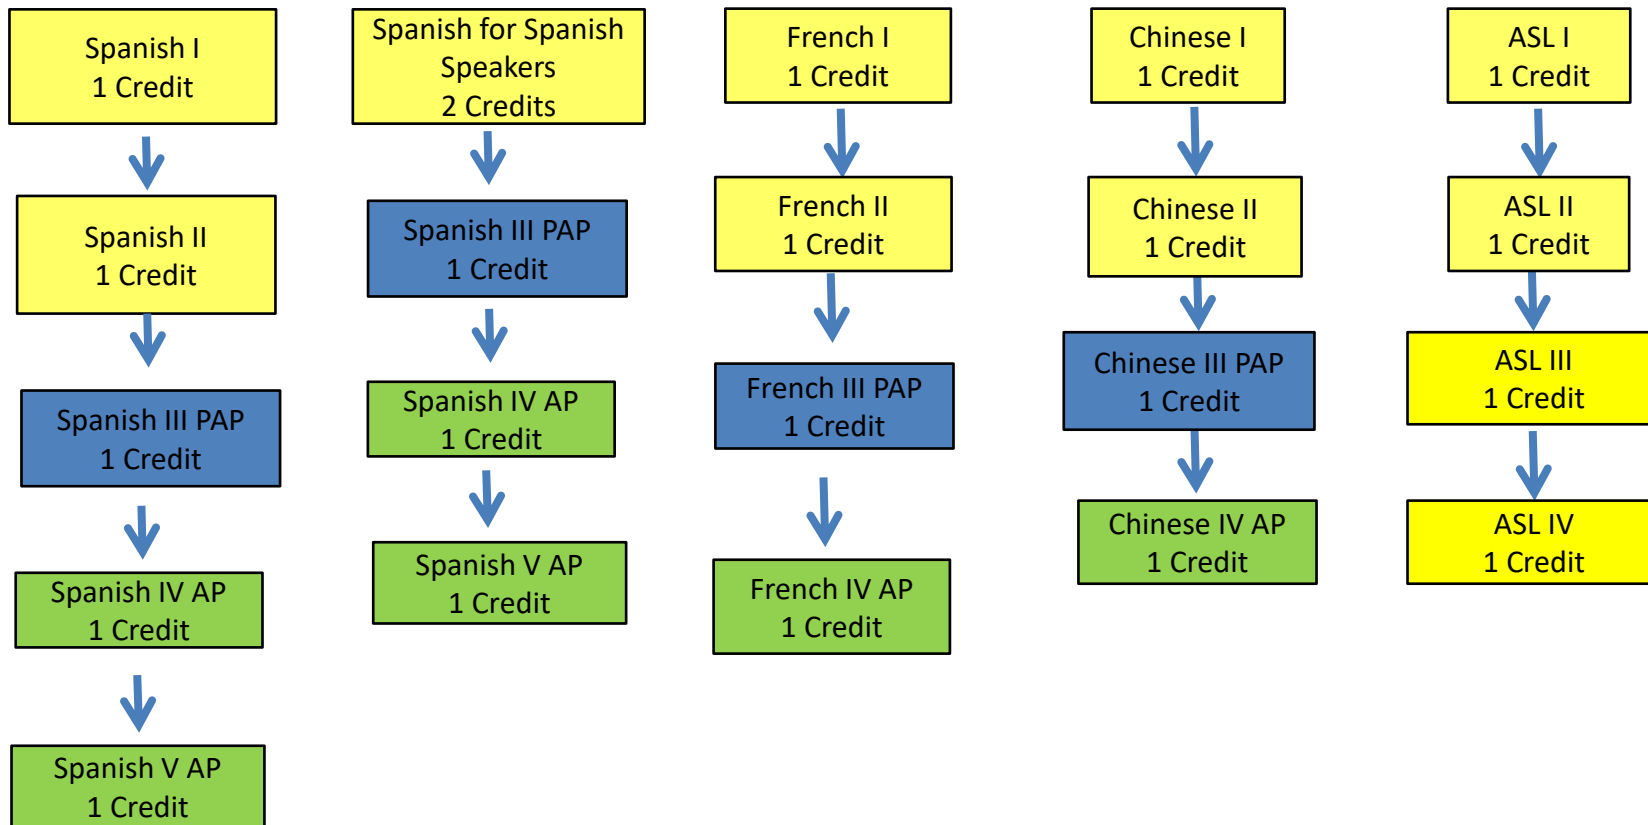 Spanish I
1 Credit
Spanish II
1 Credit
Spanish III PAP
1 Credit
Spanish IV AP
1 Credit
Spanish V AP
1 Credit
Spanish for Spanish
Speakers
2 Credits
Spanish III PAP
1 Credit
Spanish IV AP
1 Credit
Spanish V AP
1 Credit
French I
1 Credit
French II
1 Credit
French III PAP
1 Credit
French IV AP
1 Credit
Chinese I
1 Credit
Chinese II
1 Credit
Chinese III PAP
1 Credit
Chinese IV AP
1 Credit
ASL I
1 Credit
ASL II
1 Credit
ASL III
1 Credit
ASL IV
1 Credit